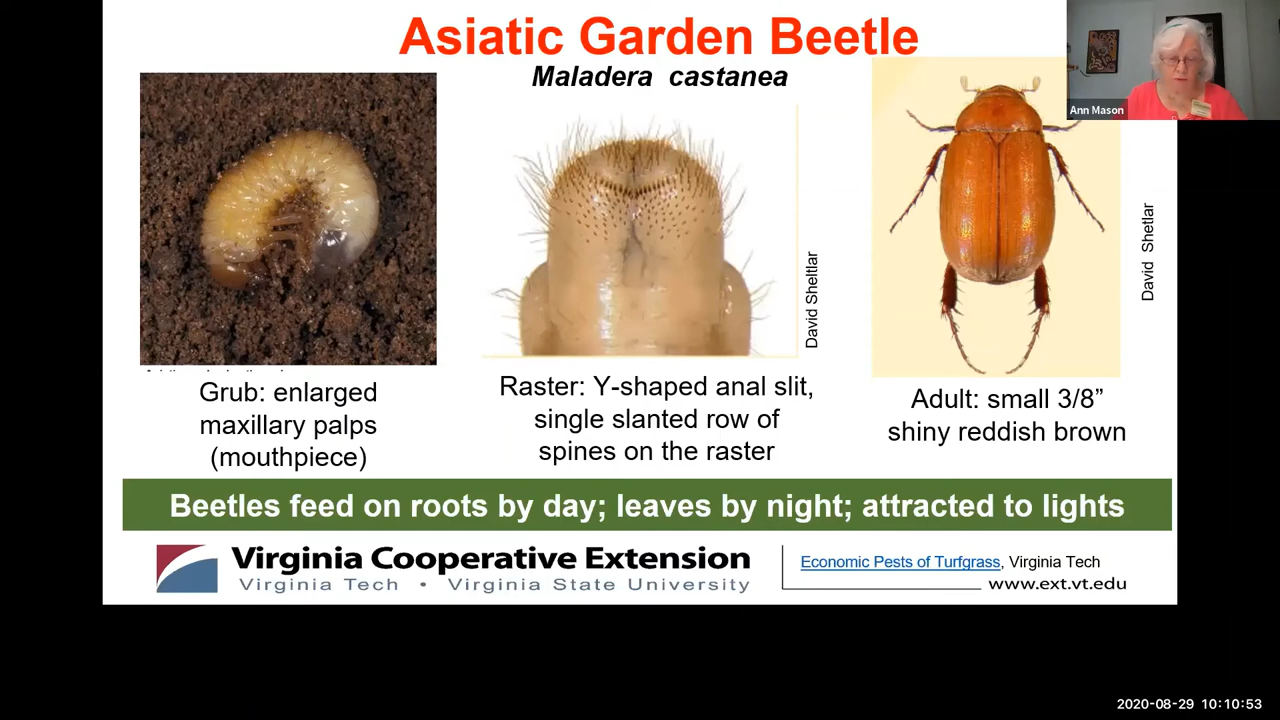 Asiatic Garden Beetle
Maladera castanea
Ann Mason
David Sheltlar
David Shetlar
Grub: enlarged
maxillary palps
(mouthpiece)
Raster: Y-shaped anal slit,
single slanted row of
spines on the raster
Adult: small 3/8”
shiny reddish brown
Beetles feed on roots by day; leaves by night; attracted to lights
Virginia Cooperative Extension
Virginia Tech • Virginia State University
Economic Pests of Turfgrass, Virginia Tech
www.ext.vt.edu
2020-08-29 10:10:53